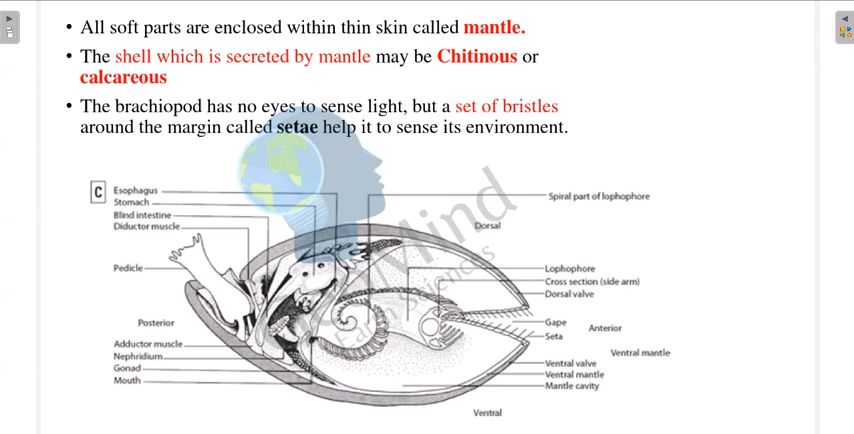 • All soft parts are enclosed within thin skin called mantle.
• The shell which is secreted by mantle may be Chitinous or
calcareous
• The brachiopod has no eyes to sense light, but a set of bristles
around the margin called setae help it to sense its environment.
C
Esophagus
Stomach
Blind intestine
Diductor muscle
Pedicle
Posterior
Adductor muscle
Nephridium
Gonad
Mouth
Spiral part of lophophore
Dorsal
Lophophore
Cross section (side arm)
Dorsal valve
Gape
Anterior
Seta
Ventral mantle
Ventral valve
Ventral mantle
Mantle cavity
Ventral
Mind
Earth Sciences